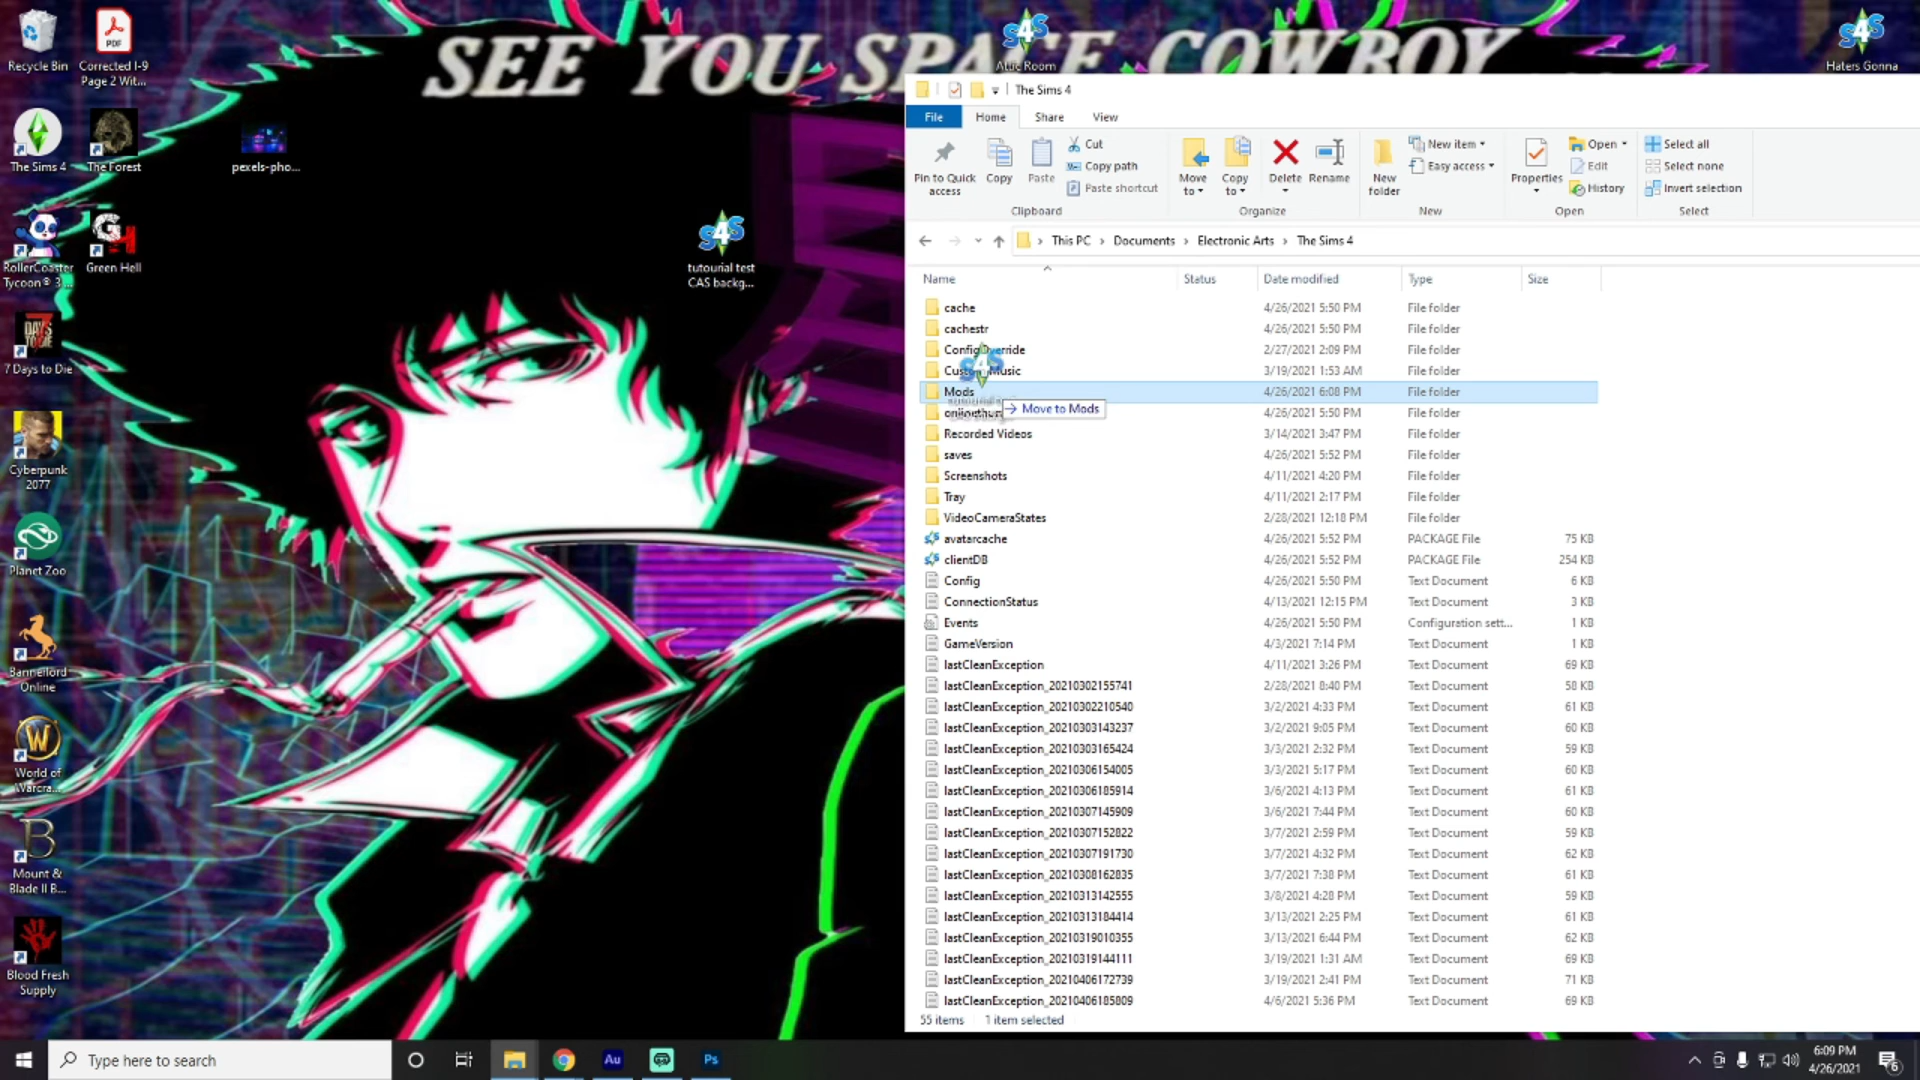 SEE YOU SPACE COWBOY
Recycle Bin
Corrected I-9
Page 2 Wit...
Attic Room
Haters Gonna
The Sims 4
The Forest
pexels-pho...
RollerCoaster
Tycoon® 3 ...
Green Hell
tutourial test
CAS backg...
7 Days to Die
Cyberpunk
2077
Planet Zoo
Bannerlord
Online
World of
Warcra...
Mount &
Blade II B...
Blood Fresh
Supply
The Sims 4
File Home Share View
Pin to Quick
access
Copy
Paste
Cut
Copy path
Paste shortcut
Clipboard
Move
to
Copy
to
Delete
Rename
Organize
New
folder
New item
Easy access
New
Properties
Open
Edit
History
Open
Select all
Select none
Invert selection
Select
This PC > Documents > Electronic Arts > The Sims 4
Name Status Date modified Type Size
cache 4/26/2021 5:50 PM File folder
cachestr 4/26/2021 5:50 PM File folder
ConfigOverride 2/27/2021 2:09 PM File folder
Custom Music 3/19/2021 1:53 AM File folder
Mods 4/26/2021 6:08 PM File folder
Move to Mods
4/26/2021 5:50 PM File folder
Recorded Videos 3/14/2021 3:47 PM File folder
saves 4/26/2021 5:52 PM File folder
Screenshots 4/11/2021 4:20 PM File folder
Tray 4/11/2021 2:17 PM File folder
VideoCameraStates 2/28/2021 12:18 PM File folder
avatarcache 4/26/2021 5:52 PM PACKAGE File 75 KB
clientDB 4/26/2021 5:52 PM PACKAGE File 254 KB
Config 4/26/2021 5:50 PM Text Document 6 KB
ConnectionStatus 4/13/2021 12:15 PM Text Document 3 KB
Events 4/26/2021 5:50 PM Configuration sett... 1 KB
GameVersion 4/3/2021 7:14 PM Text Document 1 KB
lastCleanException 4/11/2021 3:26 PM Text Document 69 KB
lastCleanException_20210302155741 2/28/2021 8:40 PM Text Document 58 KB
lastCleanException_20210302210540 3/2/2021 4:33 PM Text Document 61 KB
lastCleanException_20210303143237 3/2/2021 9:05 PM Text Document 60 KB
lastCleanException_20210303165424 3/3/2021 2:32 PM Text Document 59 KB
lastCleanException_20210306154005 3/3/2021 5:17 PM Text Document 60 KB
lastCleanException_20210306185914 3/6/2021 4:13 PM Text Document 61 KB
lastCleanException_20210307145909 3/6/2021 7:44 PM Text Document 60 KB
lastCleanException_20210307152822 3/7/2021 2:59 PM Text Document 59 KB
lastCleanException_20210307191730 3/7/2021 4:32 PM Text Document 62 KB
lastCleanException_20210308162835 3/7/2021 7:38 PM Text Document 61 KB
lastCleanException_20210313142555 3/8/2021 4:28 PM Text Document 59 KB
lastCleanException_20210313184414 3/13/2021 2:25 PM Text Document 61 KB
lastCleanException_20210319010355 3/13/2021 6:44 PM Text Document 62 KB
lastCleanException_20210319144111 3/19/2021 1:31 AM Text Document 69 KB
lastCleanException_20210406172739 3/19/2021 2:41 PM Text Document 71 KB
lastCleanException_20210406185809 4/6/2021 5:36 PM Text Document 69 KB
55 items 1 item selected
Type here to search
Au
Ps
6:09 PM
4/26/2021
6